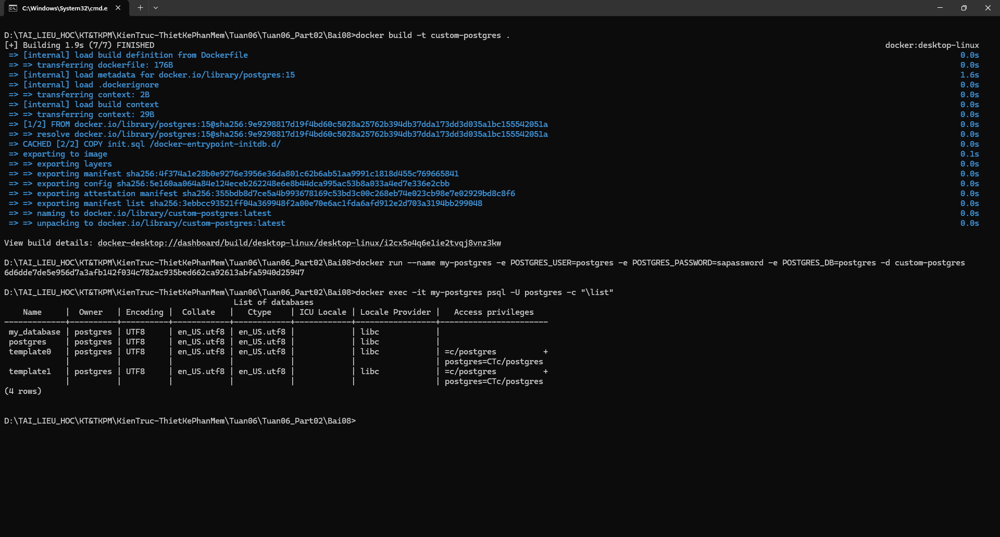 C:\Windows\System32\cmd.e
D:\TAI_LIEU_HOC\KT&TKPM\KienTruc-ThietKePhanMem\Tuan06\Tuan06_Part02\Bai08>docker build -t custom-postgres .
[+] Building 1.9s (7/7) FINISHED docker:desktop-linux
=> [internal] load build definition from Dockerfile 0.0s
=> => transferring dockerfile: 176B 0.0s
=> [internal] load metadata for docker.io/library/postgres:15 1.6s
=> [internal] load .dockerignore 0.0s
=> => transferring context: 2B 0.0s
=> [internal] load build context 0.0s
=> => transferring context: 29B 0.0s
=> [1/2] FROM docker.io/library/postgres:15@sha256:9e9298817d19f4bd60c5028a25762b394db37dda173dd3d035a1bc155542051a 0.0s
=> => resolve docker.io/library/postgres:15@sha256:9e9298817d19f4bd60c5028a25762b394db37dda173dd3d035a1bc155542051a 0.0s
=> CACHED [2/2] COPY init.sql /docker-entrypoint-initdb.d/ 0.0s
=> exporting to image 0.1s
=> => exporting layers 0.0s
=> => exporting manifest sha256:4f374a1e28b0e9276e3956e36da801c62b6ab51aa9991c1818d455c769665841 0.0s
=> => exporting config sha256:5e160aa064a84e124eceb262248e6e8b44dca995ac53b8a033a4ed7e336e2cbb 0.0s
=> => exporting attestation manifest sha256:355bdb8d7ce5a4b993678169c53bd3c00c268eb74e023cb98e7e02929bd8c8f6 0.0s
=> => exporting manifest list sha256:3ebbcc93521ff04a369948f2a00e70e6ac1fda6afd912e2d703a3194bb299048 0.0s
=> => naming to docker.io/library/custom-postgres:latest 0.0s
=> => unpacking to docker.io/library/custom-postgres:latest 0.0s
View build details: docker-desktop://dashboard/build/desktop-linux/desktop-linux/i2cx5o4q6e1ie2tvqj8vnz3kw
D:\TAI_LIEU_HOC\KT&TKPM\KienTruc-ThietKePhanMem\Tuan06\Tuan06_Part02\Bai08>docker run --name my-postgres -e POSTGRES_USER=postgres -e POSTGRES_PASSWORD=sapassword -e POSTGRES_DB=postgres -d custom-postgres
6d6dde7de5e956d7a3afb142f034c782ac935bed662ca92613abfa5940d25947
D:\TAI_LIEU_HOC\KT&TKPM\KienTruc-ThietKePhanMem\Tuan06\Tuan06_Part02\Bai08>docker exec -it my-postgres psql -U postgres -c "\list"
List of databases
Name | Owner | Encoding | Collate | Ctype | ICU Locale | Locale Provider | Access privileges
-------------+----------+----------+------------+------------+------------+-----------------+-----------------------
my_database | postgres | UTF8 | en_US.utf8 | en_US.utf8 | | libc |
postgres | postgres | UTF8 | en_US.utf8 | en_US.utf8 | | libc |
template0 | postgres | UTF8 | en_US.utf8 | en_US.utf8 | | libc | =c/postgres +
| | | | | | | postgres=CTc/postgres
template1 | postgres | UTF8 | en_US.utf8 | en_US.utf8 | | libc | =c/postgres +
| | | | | | | postgres=CTc/postgres
(4 rows)
D:\TAI_LIEU_HOC\KT&TKPM\KienTruc-ThietKePhanMem\Tuan06\Tuan06_Part02\Bai08>